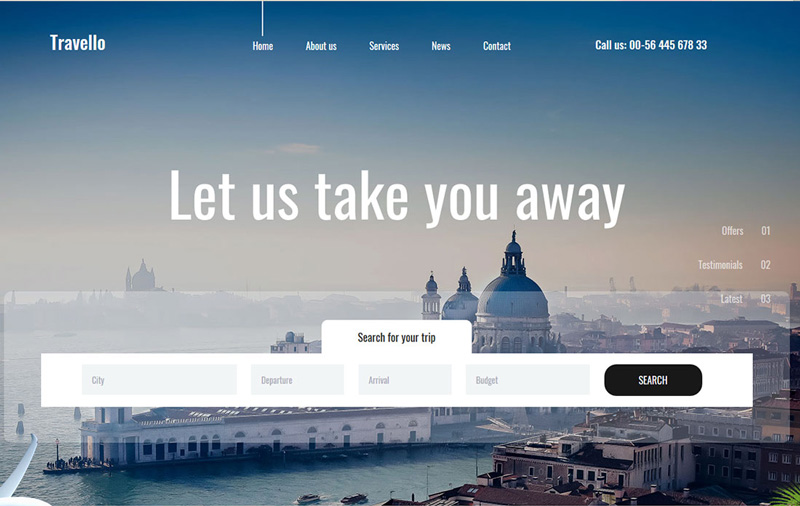 Travello
Home About us Services News Contact
Call us: 00-56 445 678 33
Let us take you away
Offers 01
Testimonials 02
Latest 03
Search for your trip
City Departure Arrival Budget SEARCH